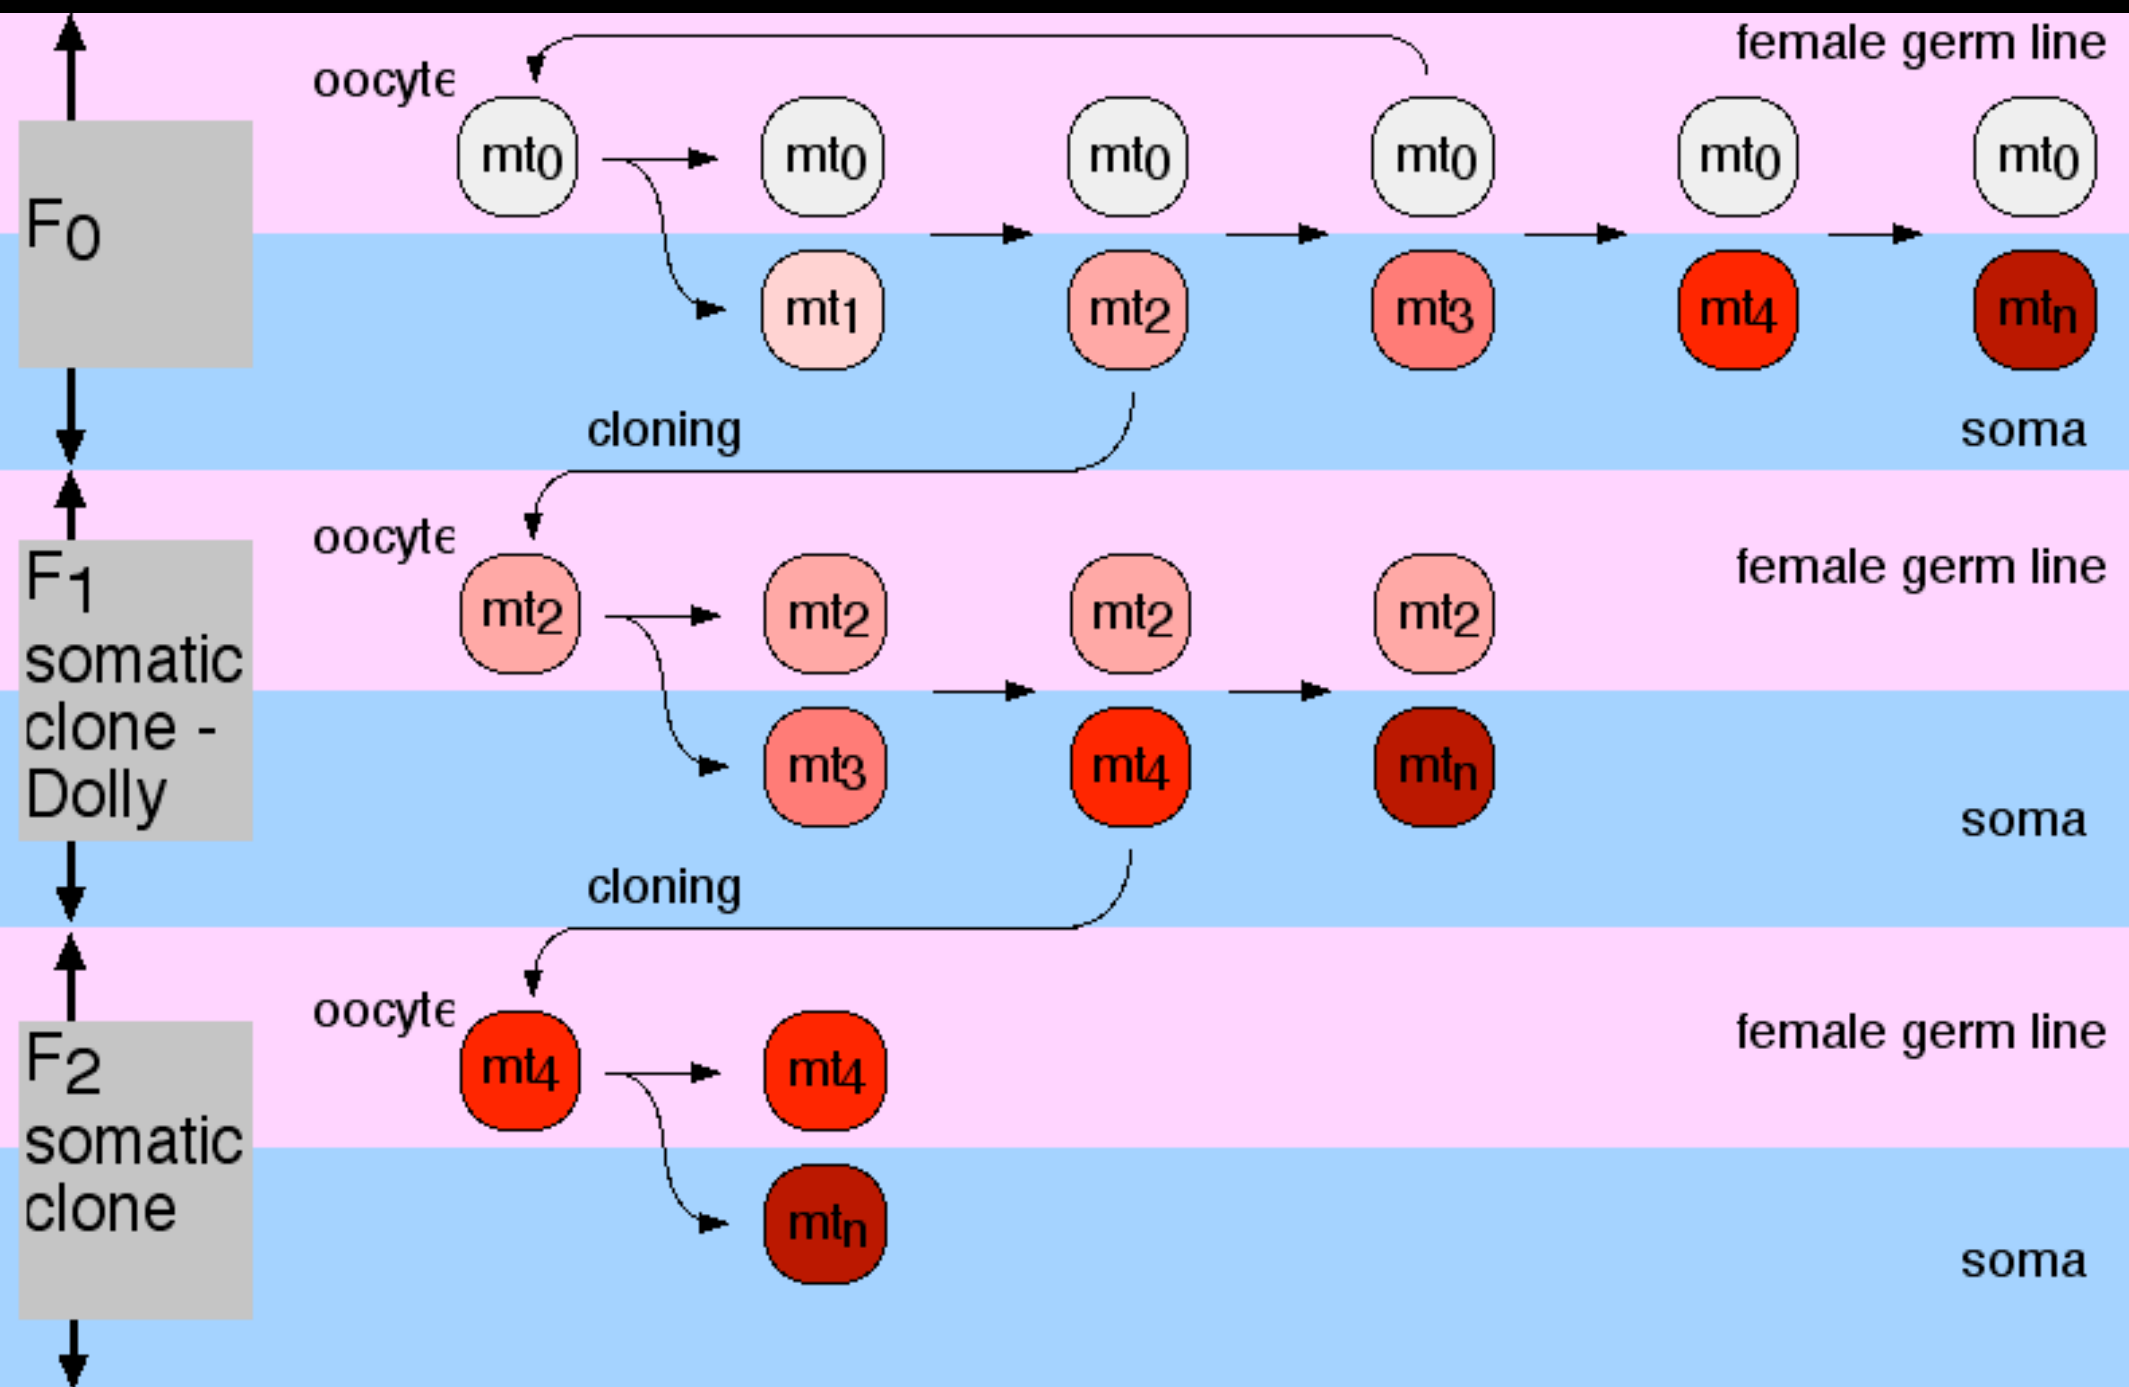 female germ line
oocyte
mt0 mt0 mt0 mt0 mt0 mt0
F0
mt1 mt2 mt3 mt4 mtn
cloning
soma
oocyte
female germ line
F1
somatic
clone -
Dolly
mt2 mt2 mt2 mt2
mt3 mt4 mtn
soma
cloning
oocyte
female germ line
F2
somatic
clone
mt4 mt4
mtn
soma